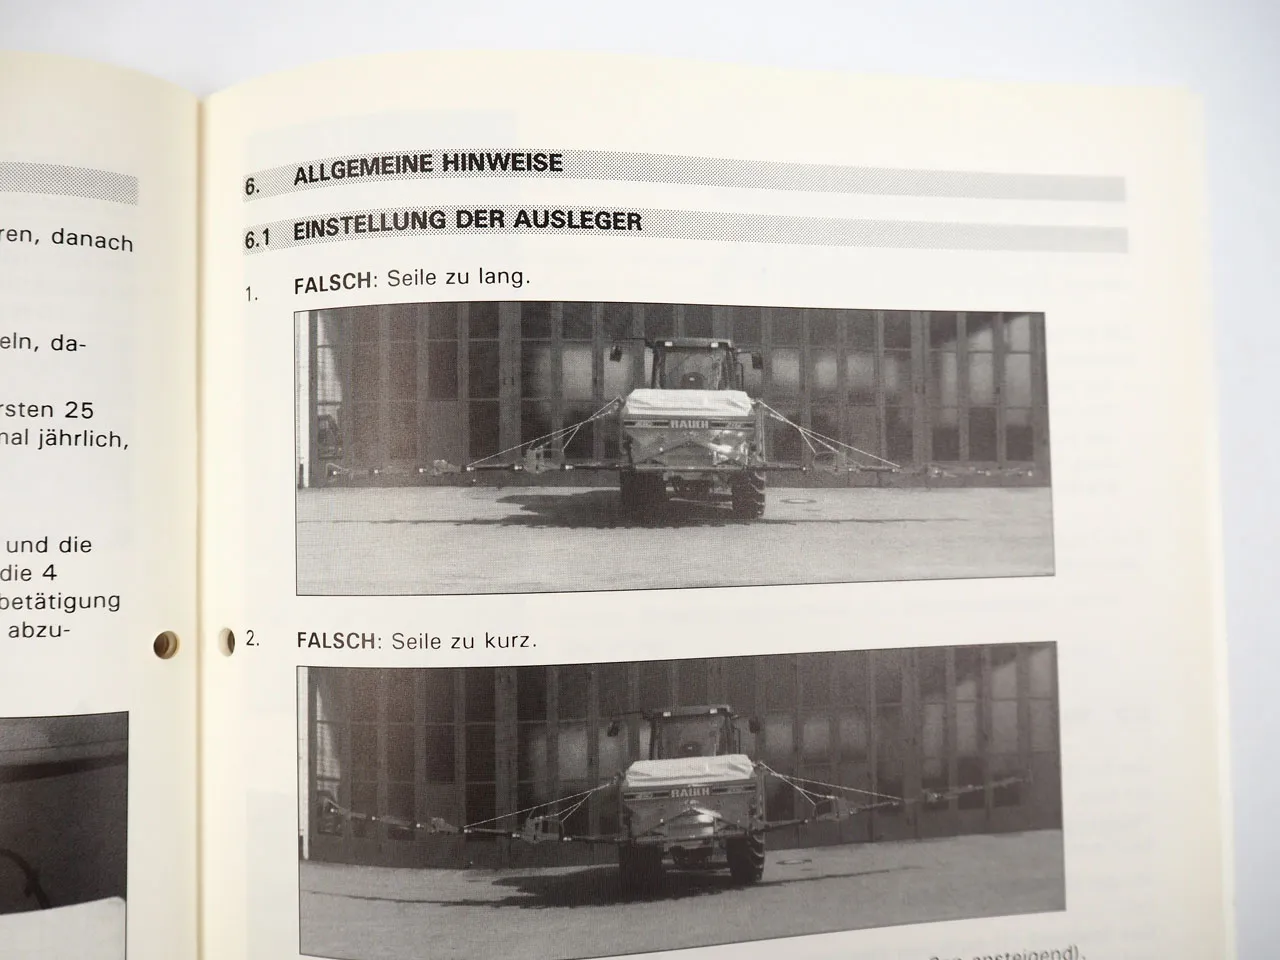 ren, danach
eln, da-
rsten 25
nal jährlich,
und die
die 4
betätigung
abzu-
6. ALLGEMEINE HINWEISE
6.1 EINSTELLUNG DER AUSLEGER
1. FALSCH: Seile zu lang.
RAUCH
2. FALSCH: Seile zu kurz.
RAUCH
ansteigend),